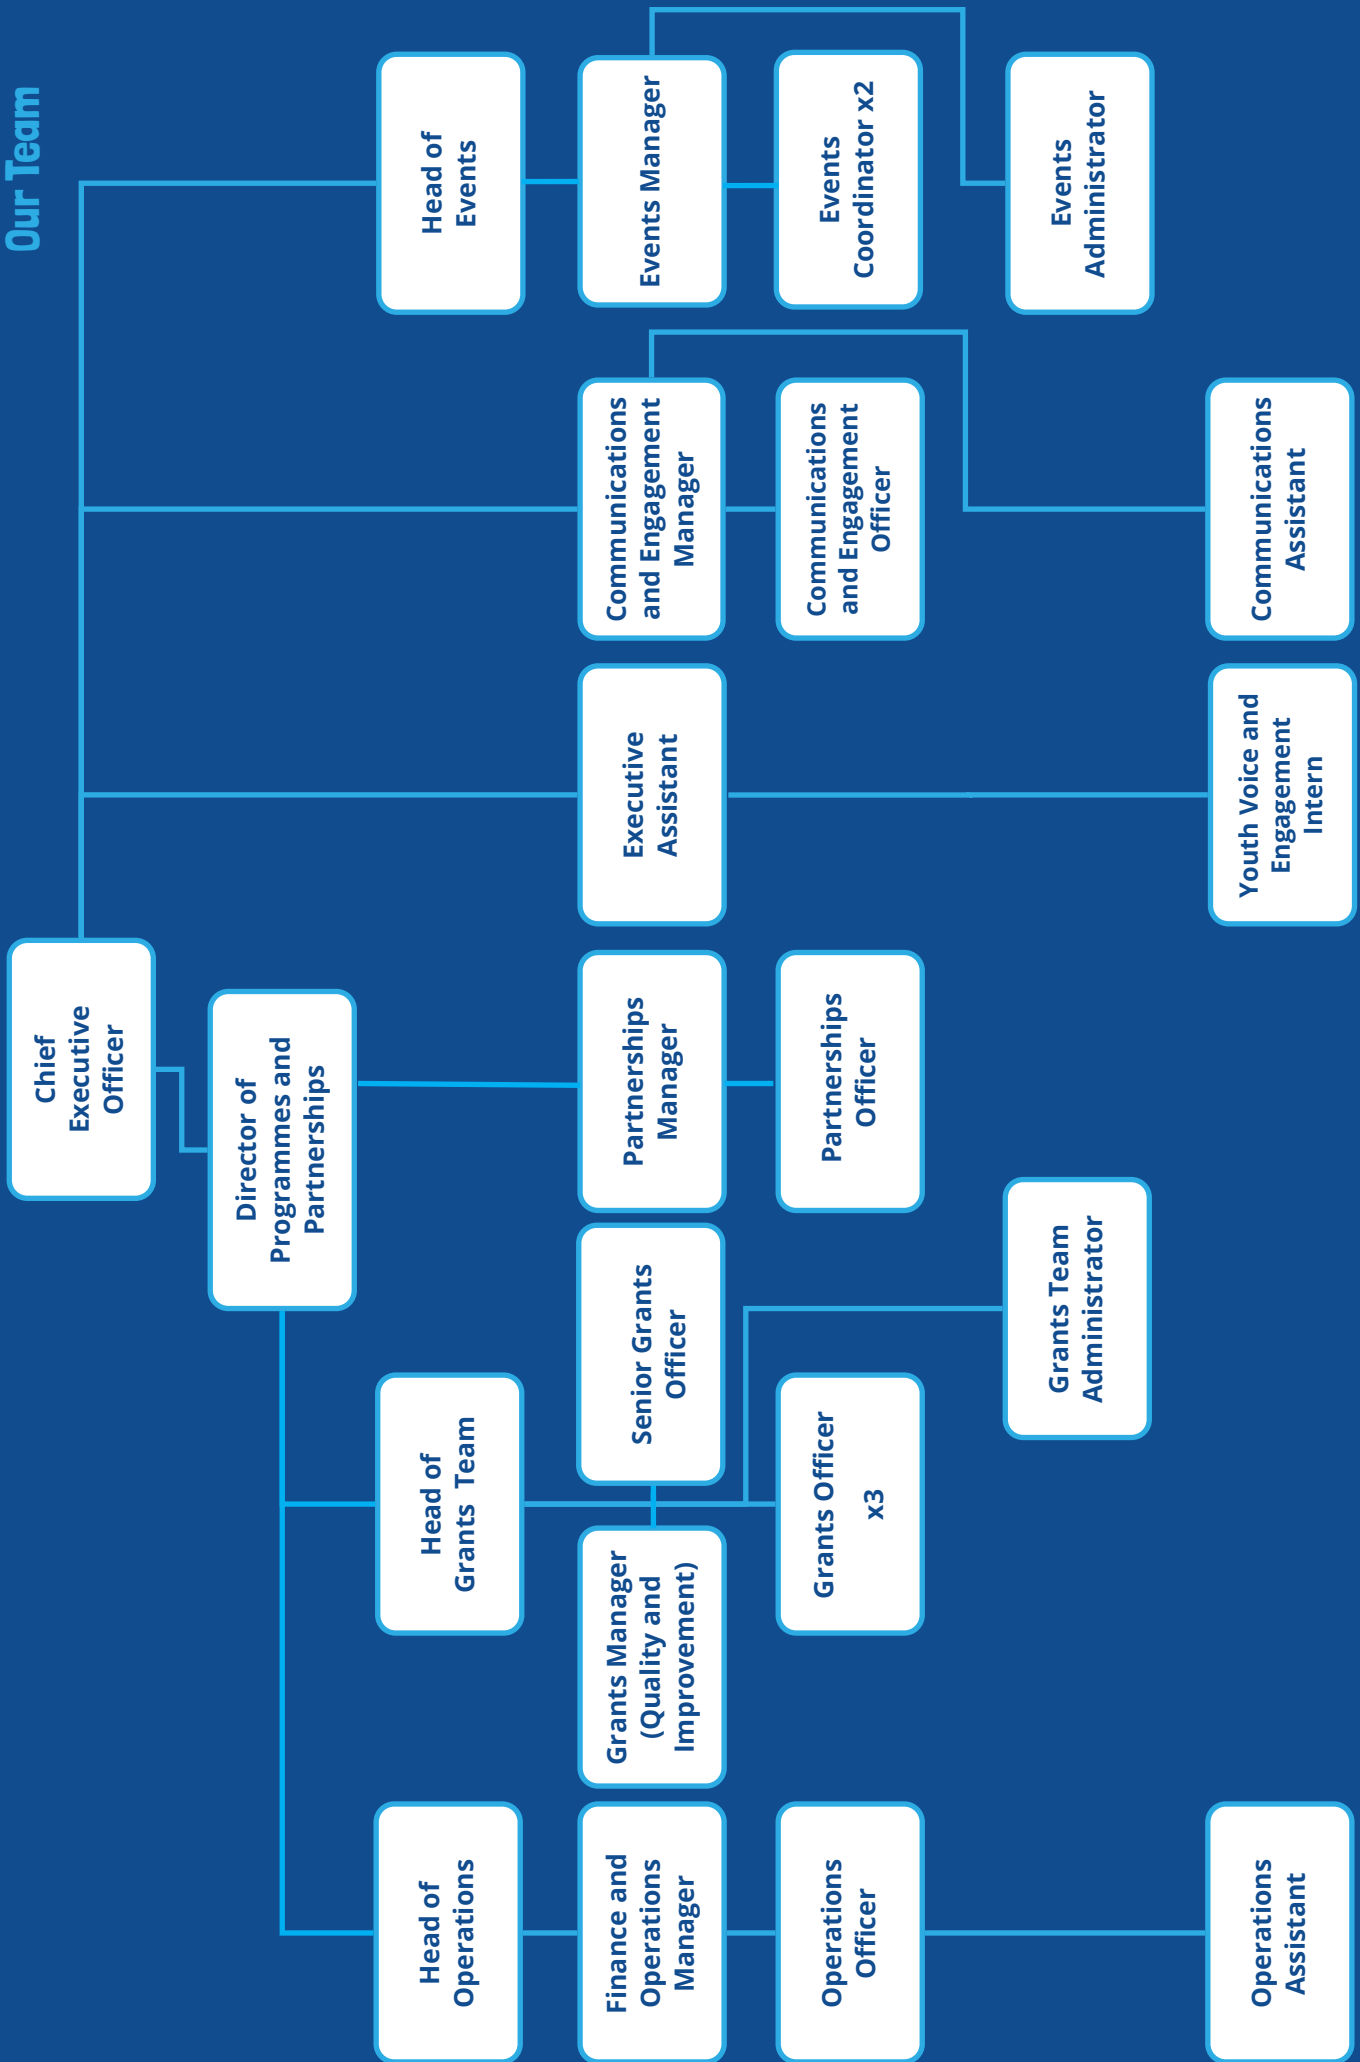 Our Team
Chief
Executive
Officer
Director of
Programmes and
Partnerships
Head of
Operations
Head of
Grants Team
Head of
Events
Finance and
Operations
Manager
Grants Manager
(Quality and
Improvement)
Senior Grants
Officer
Partnerships
Manager
Executive
Assistant
Communications
and Engagement
Manager
Events Manager
Operations
Officer
Grants Officer
x3
Partnerships
Officer
Communications
and Engagement
Officer
Events
Coordinator x2
Grants Team
Administrator
Events
Administrator
Operations
Assistant
Youth Voice and
Engagement
Intern
Communications
Assistant